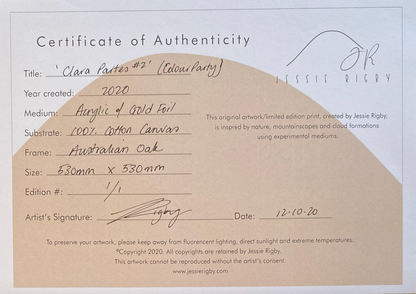 Certificate of Authenticity
JR
JESSIE RIGBY
Title: 'Clara Partes #2' (Colour Party)
Year created: 2020
Medium: Acrylic & Gold Foil
Substrate: 100% Cotton Canvas
Frame: Australian Oak
Size: 530mm x 530mm
Edition #: 1/1
This original artwork/limited edition print, created by Jessie Rigby,
is inspired by nature, mountainscapes and cloud formations
using experimental mediums.
Artist's Signature: Rigby Date: 12-10-20
To preserve your artwork, please keep away from fluorencent lighting, direct sunlight and extreme temperatures.
©Copyright 2020. All copyrights are retained by Jessie Rigby.
This artwork cannot be reproduced without the artist's consent.
www.jessierigby.com